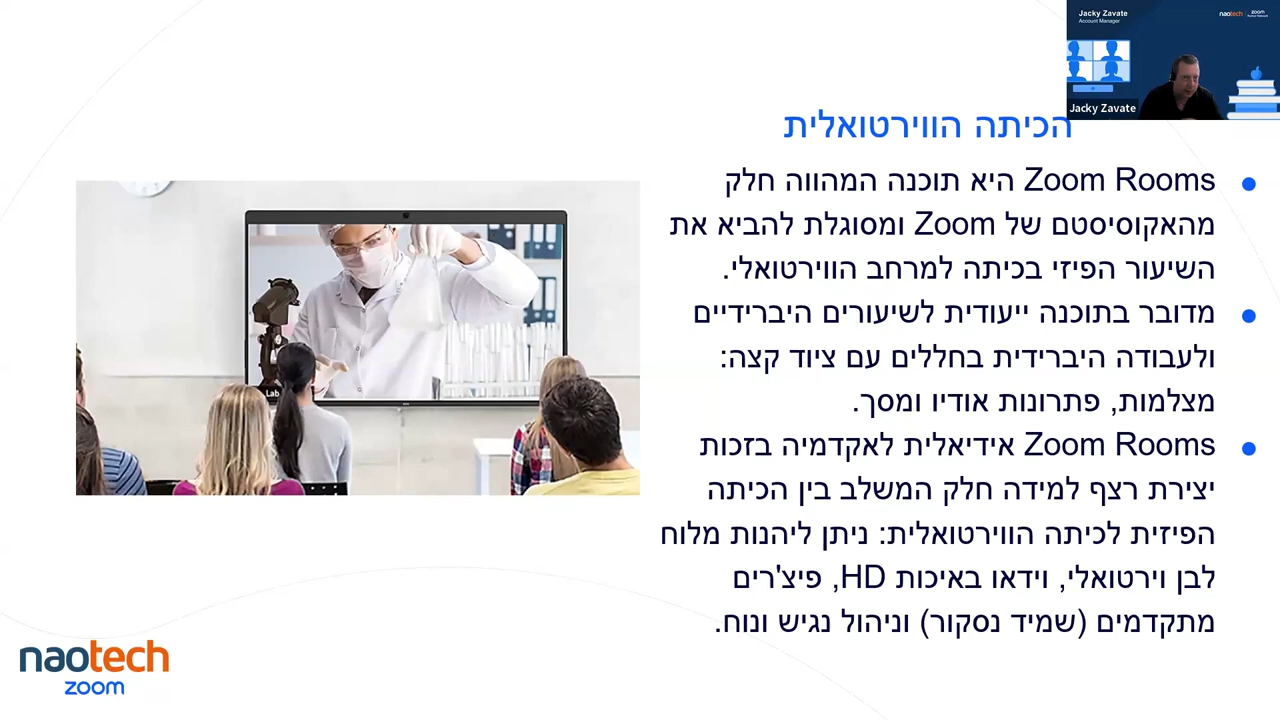 Jacky Zavate
Account Manager
naotech
zoom
Jacky Zavate
הכיתה הווירטואלית
Zoom Rooms היא תוכנה המהווה חלק
מהאקוסיסטם של Zoom ומסוגלת להביא את
השיעור הפיזי בכיתה למרחב הווירטואלי.
מדובר בתוכנה ייעודית לשיעורים היברידיים
ולעבודה היברידית בחללים עם ציוד קצה:
מצלמות, פתרונות אודיו ומסך.
Zoom Rooms אידיאלית לאקדמיה בזכות
יצירת רצף למידה חלק המשלב בין הכיתה
הפיזית לכיתה הווירטואלית: ניתן ליהנות מלוח
לבן וירטואלי, וידאו באיכות HD, פיצ'רים
מתקדמים (שמיד נסקור) וניהול נגיש ונוח.
Lab
naotech
zoom